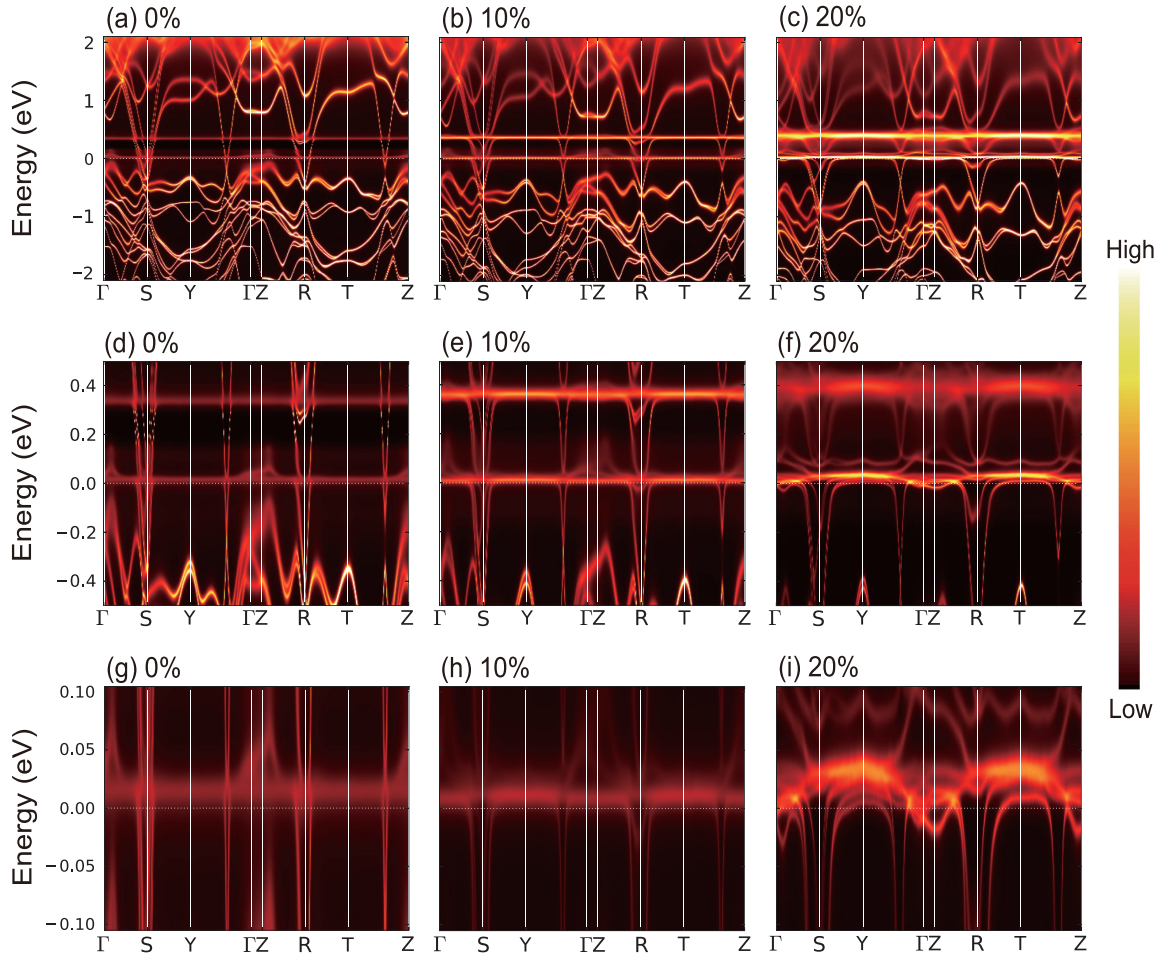 (a) 0%
(b) 10%
(c) 20%
Energy (eV)
2
1
0
−1
−2
Γ S Y Γ Z R T Z
Γ S Y Γ Z R T Z
Γ S Y Γ Z R T Z
High
Low
(d) 0%
(e) 10%
(f) 20%
Energy (eV)
0.4
0.2
0.0
−0.2
−0.4
Γ S Y Γ Z R T Z
Γ S Y Γ Z R T Z
Γ S Y Γ Z R T Z
(g) 0%
(h) 10%
(i) 20%
Energy (eV)
0.10
0.05
0.00
−0.05
−0.10
Γ S Y Γ Z R T Z
Γ S Y Γ Z R T Z
Γ S Y Γ Z R T Z